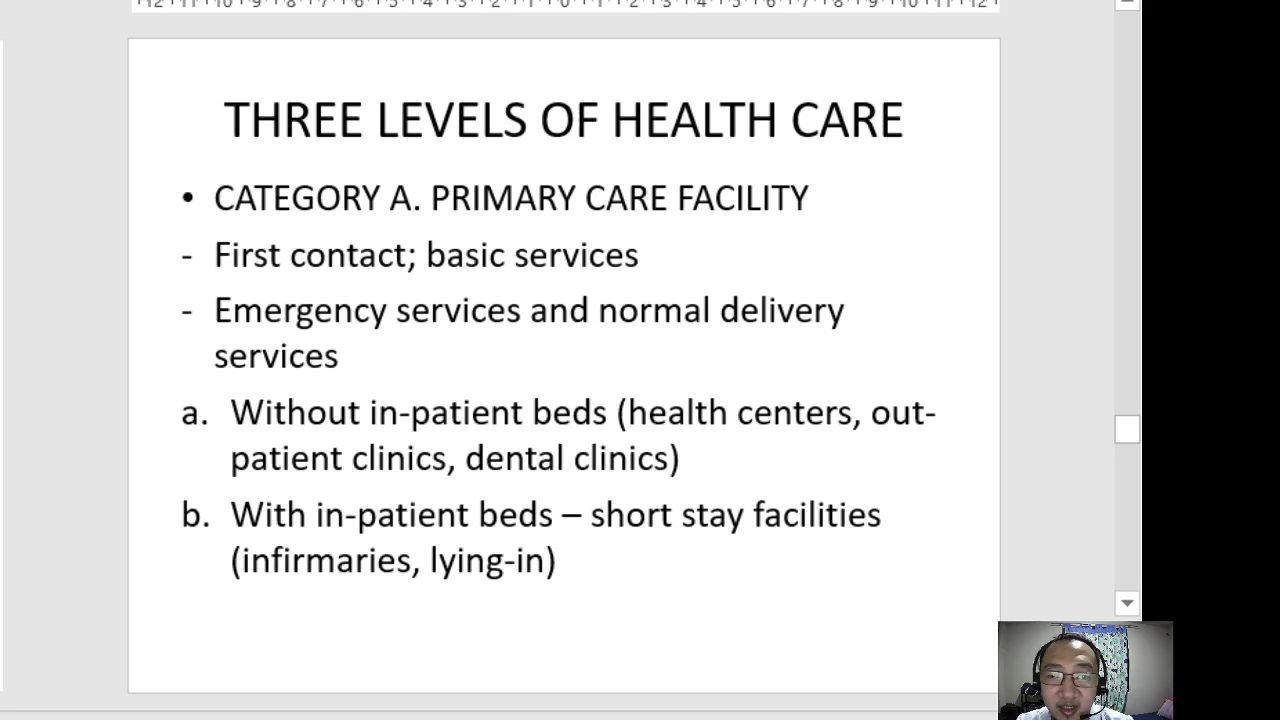 THREE LEVELS OF HEALTH CARE
• CATEGORY A. PRIMARY CARE FACILITY
- First contact; basic services
- Emergency services and normal delivery
services
a. Without in-patient beds (health centers, out-
patient clinics, dental clinics)
b. With in-patient beds – short stay facilities
(infirmaries, lying-in)